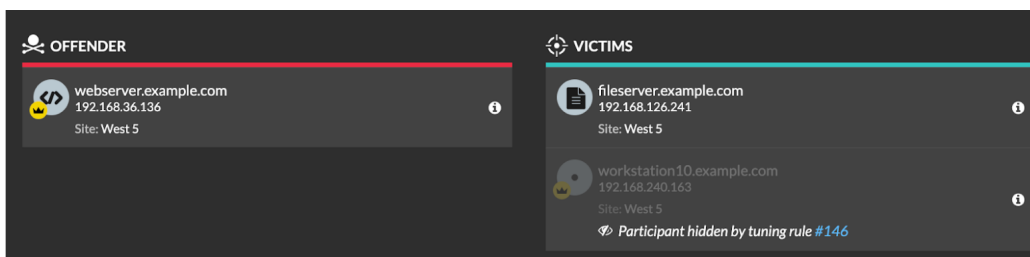 OFFENDER
webserver.example.com
192.168.36.136
Site: West 5
VICTIMS
fileserver.example.com
192.168.126.241
Site: West 5
workstation10.example.com
192.168.240.163
Site: West 5
Participant hidden by tuning rule #146